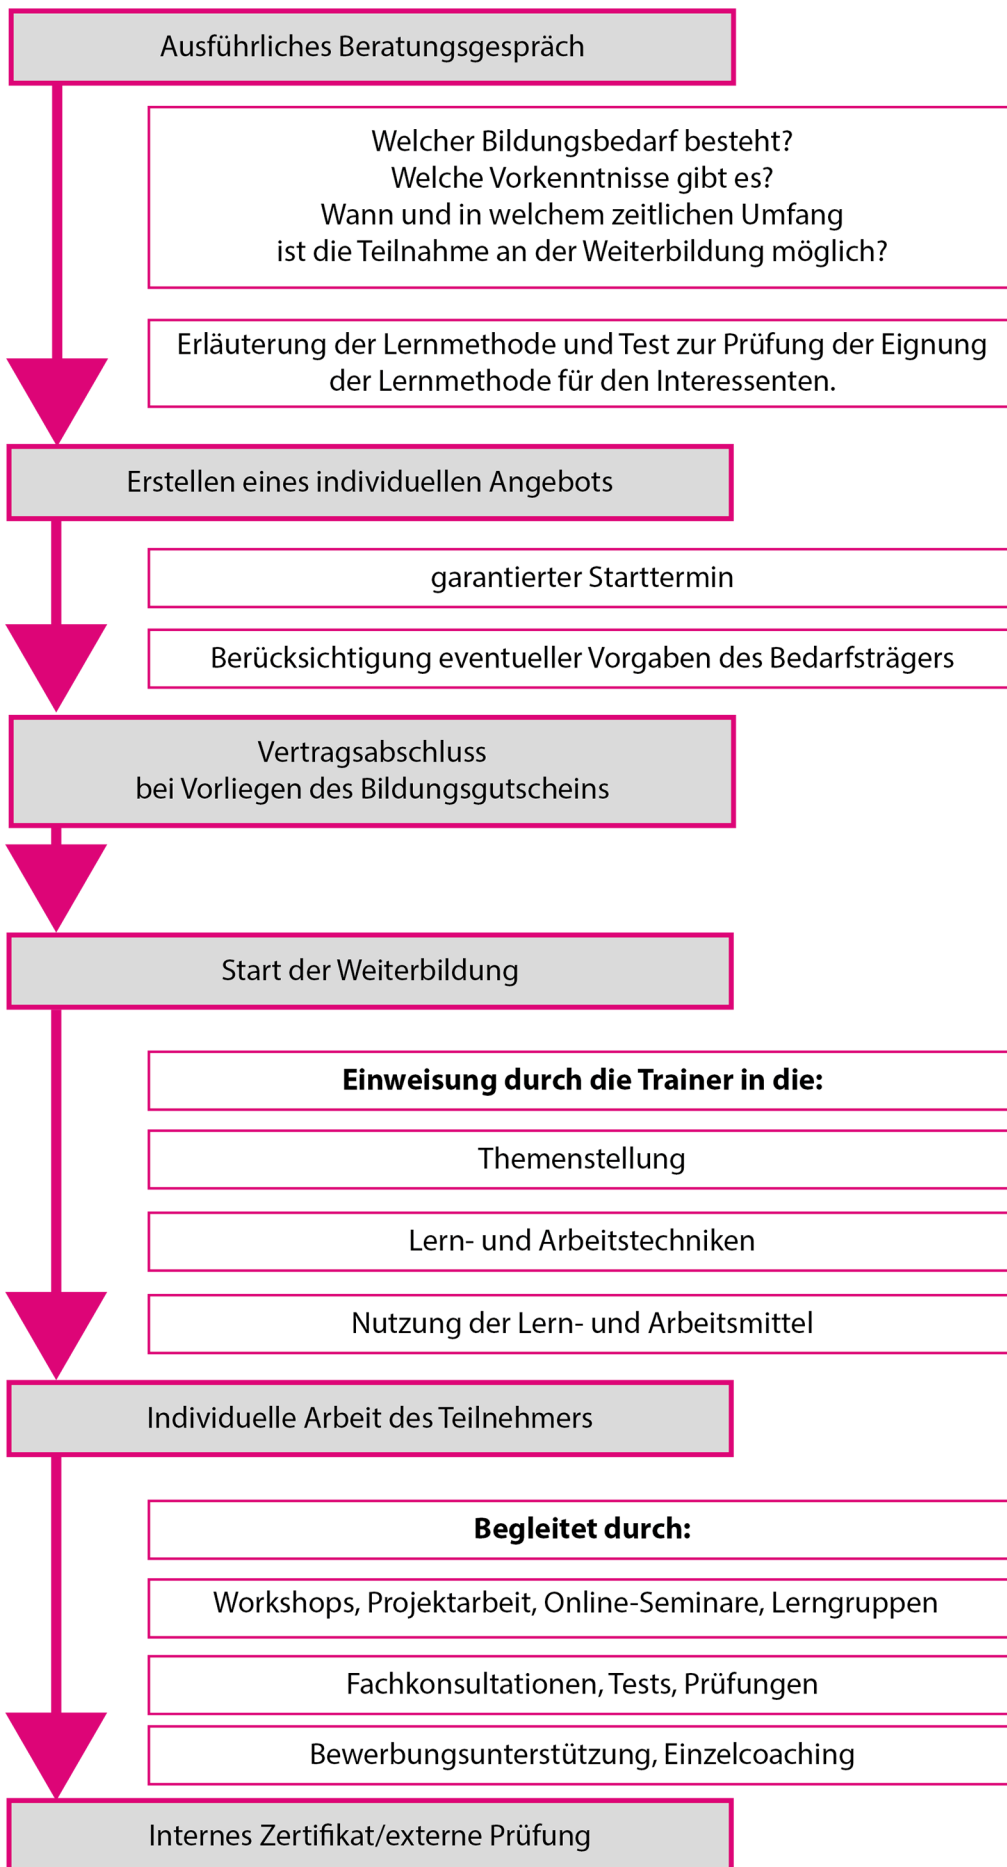 Ausführliches Beratungsgespräch
Welcher Bildungsbedarf besteht?
Welche Vorkenntnisse gibt es?
Wann und in welchem zeitlichen Umfang
ist die Teilnahme an der Weiterbildung möglich?
Erläuterung der Lernmethode und Test zur Prüfung der Eignung
der Lernmethode für den Interessenten.
Erstellen eines individuellen Angebots
garantierter Starttermin
Berücksichtigung eventueller Vorgaben des Bedarfsträgers
Vertragsabschluss
bei Vorliegen des Bildungsgutscheins
Start der Weiterbildung
Einweisung durch die Trainer in die:
Themenstellung
Lern- und Arbeitstechniken
Nutzung der Lern- und Arbeitsmittel
Individuelle Arbeit des Teilnehmers
Begleitet durch:
Workshops, Projektarbeit, Online-Seminare, Lerngruppen
Fachkonsultationen, Tests, Prüfungen
Bewerbungsunterstützung, Einzelcoaching
Internes Zertifikat/externe Prüfung